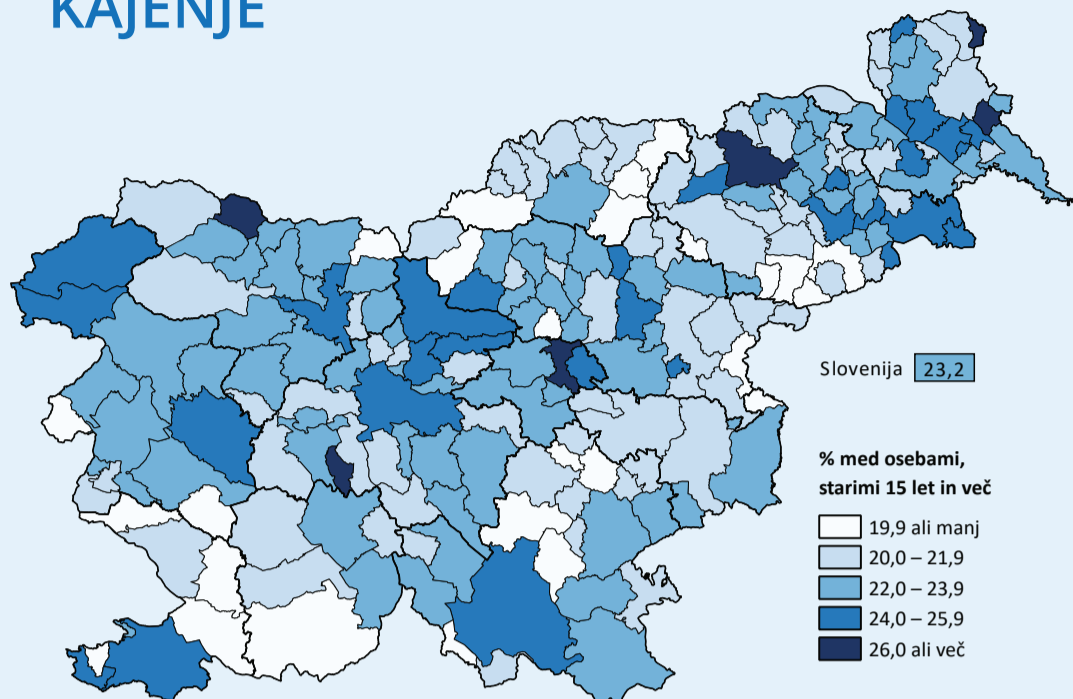 KAJENJE
Slovenija 23,2
% med osebami,
starimi 15 let in več
19,9 ali manj
20,0 – 21,9
22,0 – 23,9
24,0 – 25,9
26,0 ali več